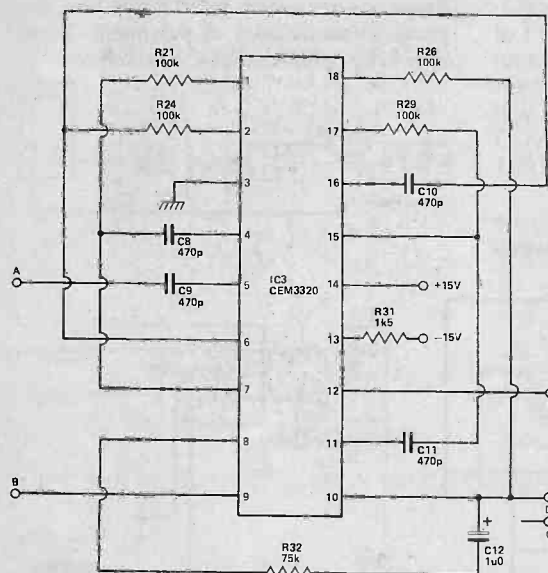 R21
100k
R24
100k
R26
100k
R29
100k
1
2
3
4
5
6
7
8
9
18
17
16
15
14
13
12
11
10
C10
470p
C8
470p
C9
470p
A
IC3
CEM3320
+15V
R31
1k5
-15V
C11
470p
B
+
R32
75k
C12
1u0